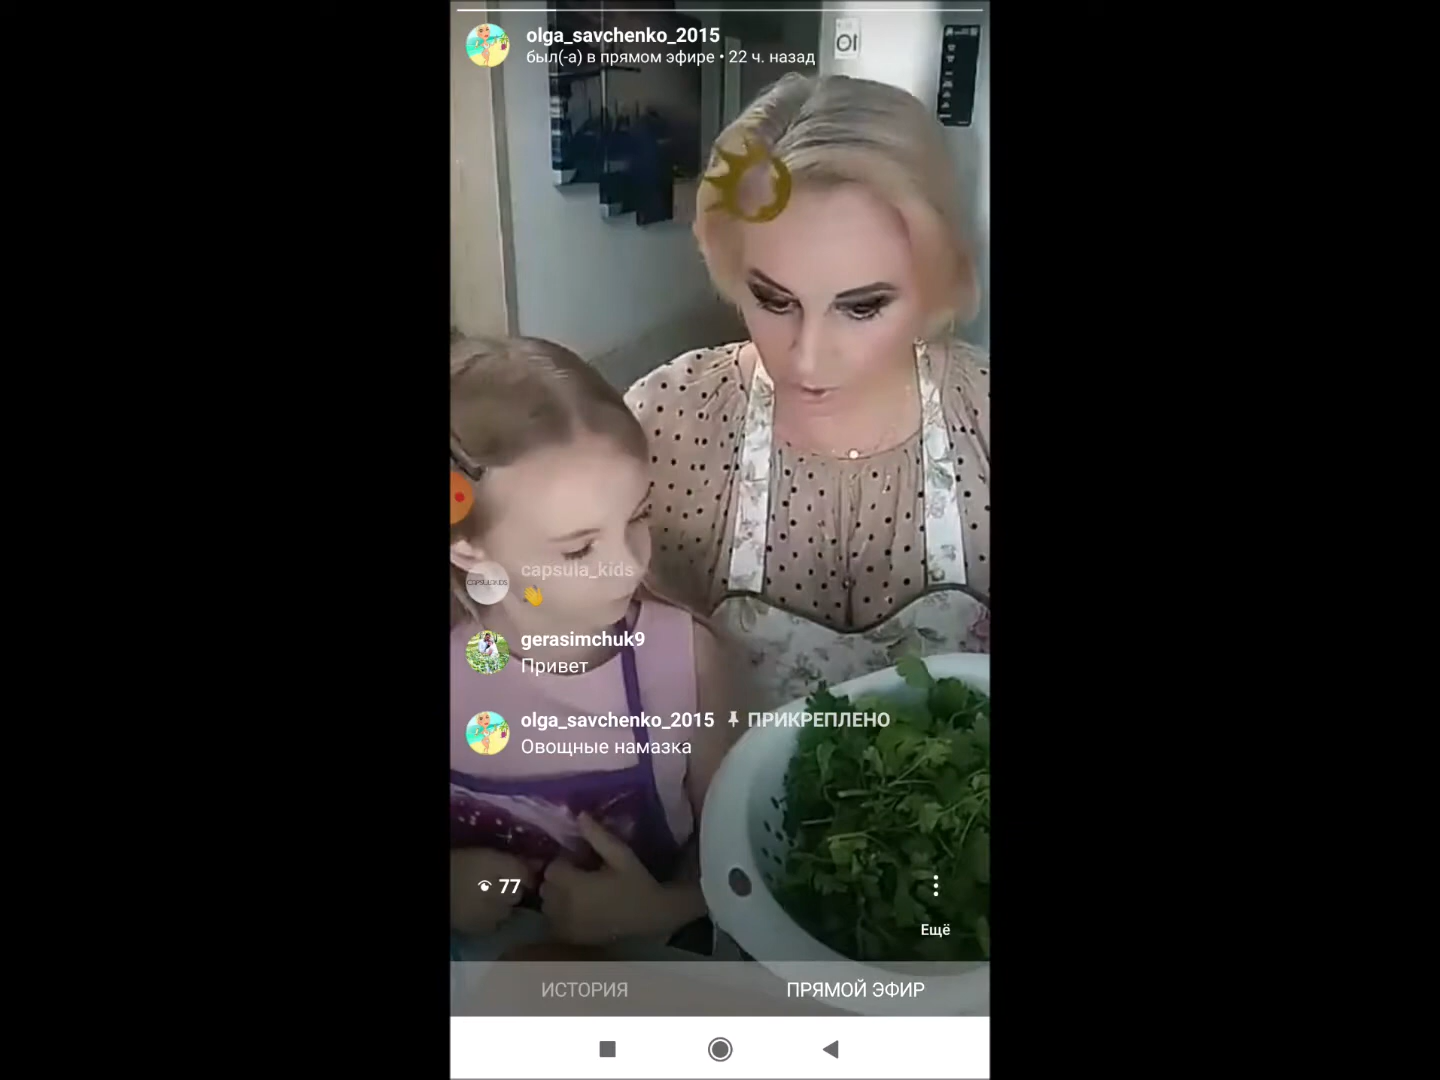 olga_savchenko_2015
был(-а) в прямом эфире • 22 ч. назад
capsula_kids
gerasimchuk9
Привет
olga_savchenko_2015 ПРИКРЕПЛЕНО
Овощные намазка
77
Ещё
ИСТОРИЯ ПРЯМОЙ ЭФИР